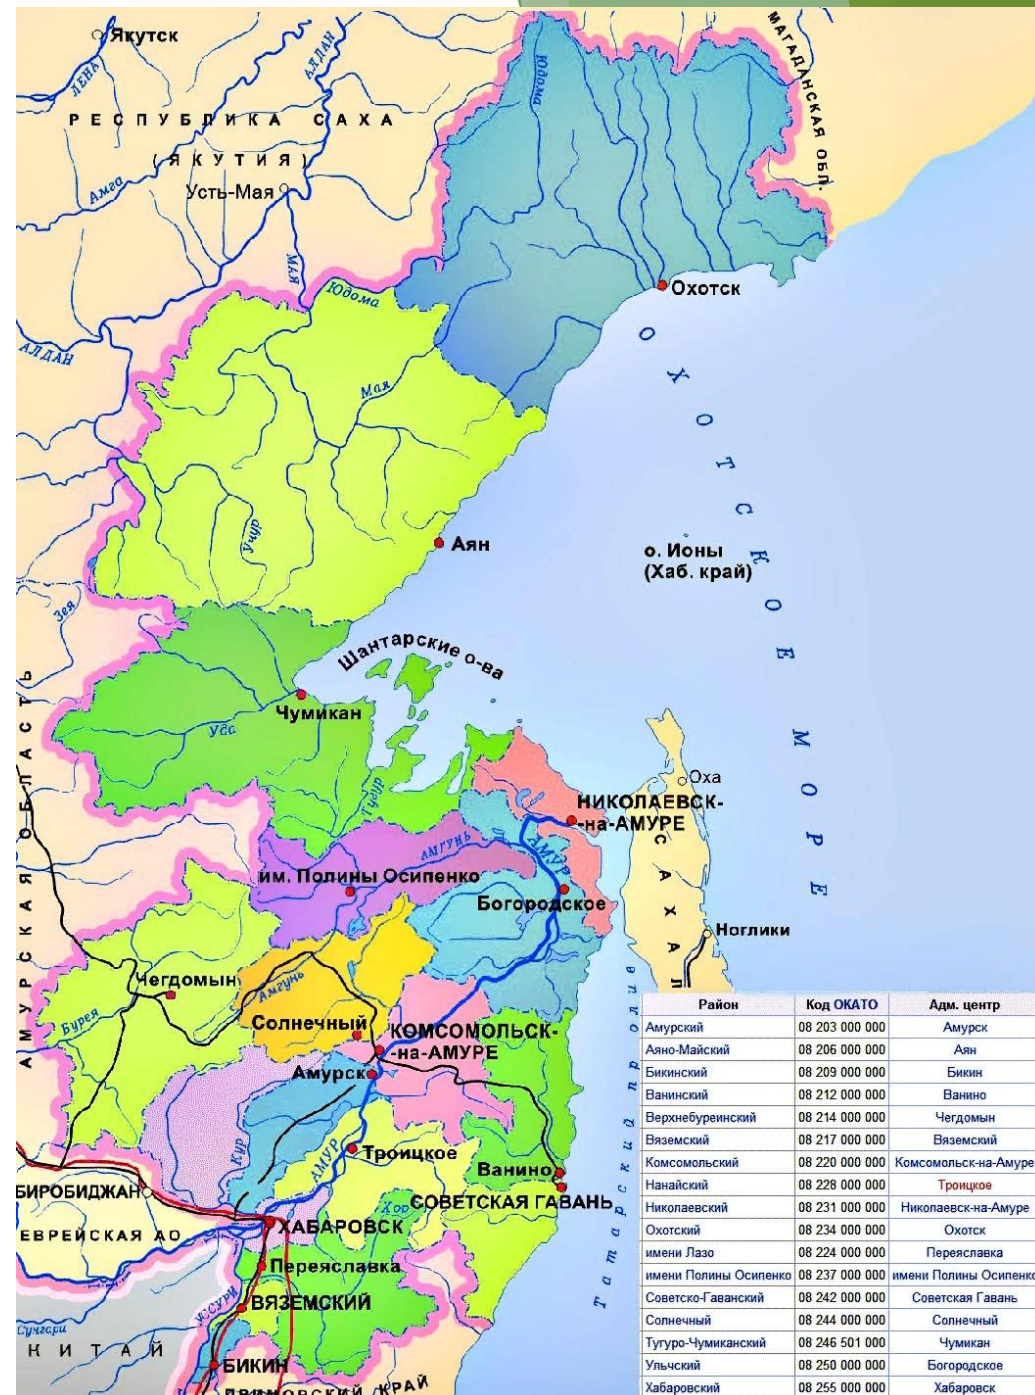 Якутск
ЛЕНА
АЛДАН
МАГАДАНСКАЯ ОБЛ.
Юдома
РЕСПУБЛИКА САХА
(ЯКУТИЯ)
Амга
Усть-Мая
МАЯ
Юдома
Охотск
АЛДАН
Мая
ОХОТСКОЕ МОРЕ
Учур
Аян
о. Ионы
(Хаб. край)
Зея
Шантарские о-ва
Чумикан
Уда
Тугур
Оха
НИКОЛАЕВСК-
-на-АМУРЕ
АМГУНЬ
АМУР
им. Полины Осипенко
Богородское
САХАЛ
Ноглики
АМУРСКАЯ ОБЛАСТЬ
Чегдомын
Амгунь
Бурея
Солнечный
КОМСОМОЛЬСК-
-на-АМУРЕ
Амурск
Татарский пролив
Кур
АМУР
Троицкое
Ванино
БИРОБИДЖАН
СОВЕТСКАЯ ГАВАНЬ
Хор
ХАБАРОВСК
ЕВРЕЙСКАЯ АО
Переяславка
УССУРИ
ВЯЗЕМСКИЙ
Сунгари
КИТАЙ
БИКИН
ПРИМОРСКИЙ КРАЙ
Район Код ОКАТО Адм. центр
Амурский 08 203 000 000 Амурск
Аяно-Майский 08 206 000 000 Аян
Бикинский 08 209 000 000 Бикин
Ванинский 08 212 000 000 Ванино
Верхнебуреинский 08 214 000 000 Чегдомын
Вяземский 08 217 000 000 Вяземский
Комсомольский 08 220 000 000 Комсомольск-на-Амуре
Нанайский 08 228 000 000 Троицкое
Николаевский 08 231 000 000 Николаевск-на-Амуре
Охотский 08 234 000 000 Охотск
имени Лазо 08 224 000 000 Переяславка
имени Полины Осипенко 08 237 000 000 имени Полины Осипенко
Советско-Гаванский 08 242 000 000 Советская Гавань
Солнечный 08 244 000 000 Солнечный
Тугуро-Чумиканский 08 246 501 000 Чумикан
Ульчский 08 250 000 000 Богородское
Хабаровский 08 255 000 000 Хабаровск